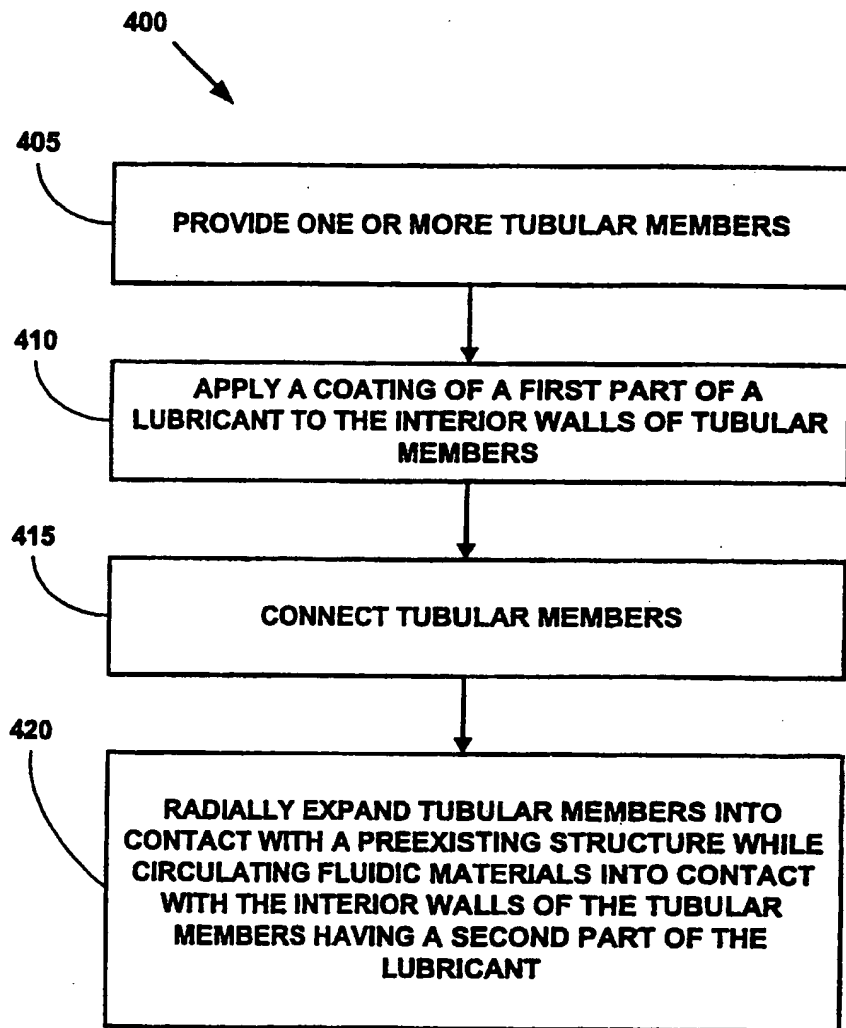 400
405
PROVIDE ONE OR MORE TUBULAR MEMBERS
410
APPLY A COATING OF A FIRST PART OF A
LUBRICANT TO THE INTERIOR WALLS OF TUBULAR
MEMBERS
415
CONNECT TUBULAR MEMBERS
420
RADIALLY EXPAND TUBULAR MEMBERS INTO
CONTACT WITH A PREEXISTING STRUCTURE WHILE
CIRCULATING FLUIDIC MATERIALS INTO CONTACT
WITH THE INTERIOR WALLS OF THE TUBULAR
MEMBERS HAVING A SECOND PART OF THE
LUBRICANT